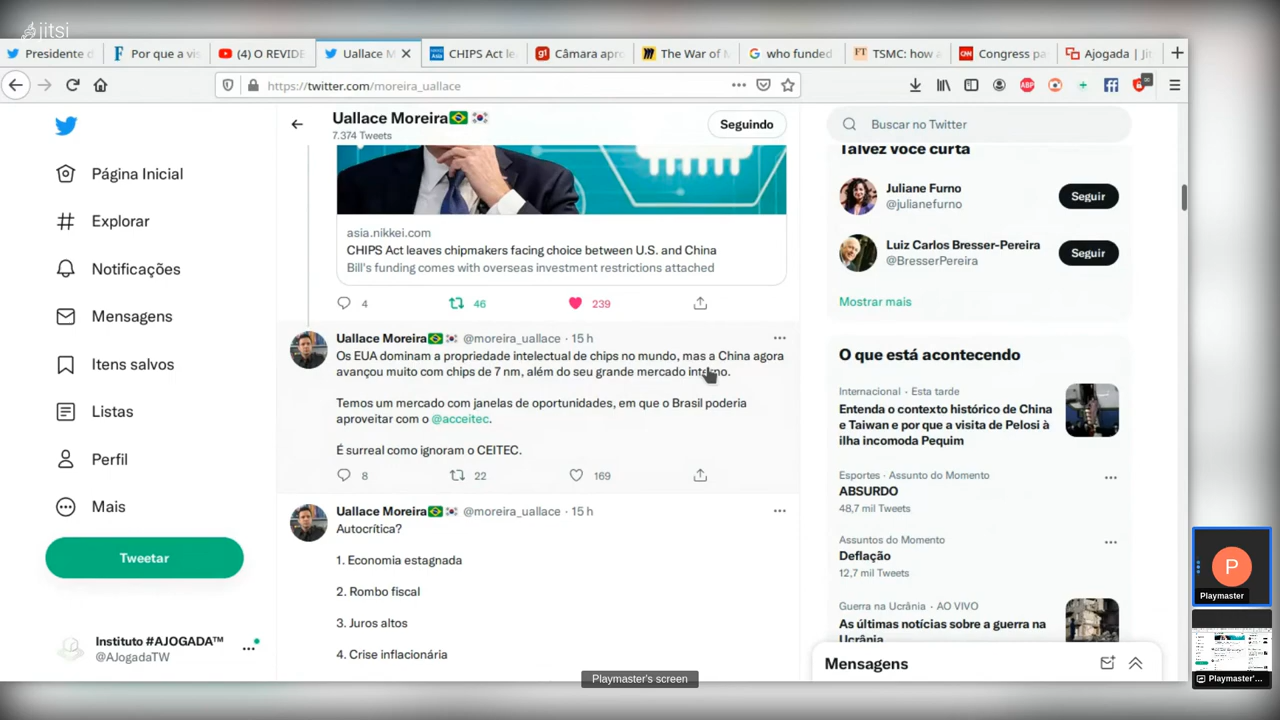 jitsi
Presidente d
Por que a vis
(4) O REVIDE
Uallace M
CHIPS Act le
Câmara apro
The War of M
who funded
TSMC: how a
Congress pa
Ajogada | Jit
https://twitter.com/moreira_uallace
Uallace Moreira
7.374 Tweets
Seguindo
Buscar no Twitter
Página Inicial
Explorar
Notificações
Mensagens
Itens salvos
Listas
Perfil
Mais
Tweetar
Instituto #AJOGADA™
@AJogadaTW
asia.nikkei.com
CHIPS Act leaves chipmakers facing choice between U.S. and China
Bill's funding comes with overseas investment restrictions attached
4 46 239
Uallace Moreira @moreira_uallace · 15 h
Os EUA dominam a propriedade intelectual de chips no mundo, mas a China agora
avançou muito com chips de 7 nm, além do seu grande mercado interno.
Temos um mercado com janelas de oportunidades, em que o Brasil poderia
aproveitar com o @acceitec.
É surreal como ignoram o CEITEC.
8 22 169
Uallace Moreira @moreira_uallace · 15 h
Autocrítica?
1. Economia estagnada
2. Rombo fiscal
3. Juros altos
4. Crise inflacionária
Talvez você curta
Juliane Furno
@julianefurno
Seguir
Luiz Carlos Bresser-Pereira
@BresserPereira
Seguir
Mostrar mais
O que está acontecendo
Internacional · Esta tarde
Entenda o contexto histórico de China
e Taiwan e por que a visita de Pelosi à
ilha incomoda Pequim
Esportes · Assunto do Momento
ABSURDO
48,7 mil Tweets
Assuntos do Momento
Deflação
12,7 mil Tweets
Guerra na Ucrânia · AO VIVO
As últimas notícias sobre a guerra na
Ucrânia
Mensagens
Playmaster's screen
P
Playmaster
Playmaster'...